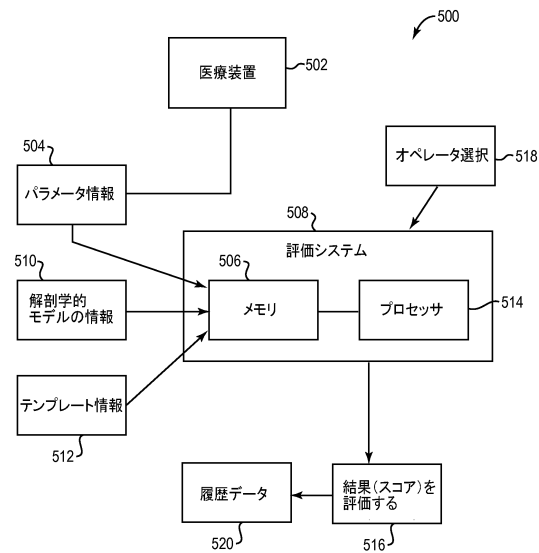 500
医療装置
502
504
パラメータ情報
オペレータ選択
518
508
評価システム
510
506
解剖学的
モデルの情報
メモリ
プロセッサ
514
テンプレート情報
512
履歴データ
520
結果(スコア)を
評価する
516